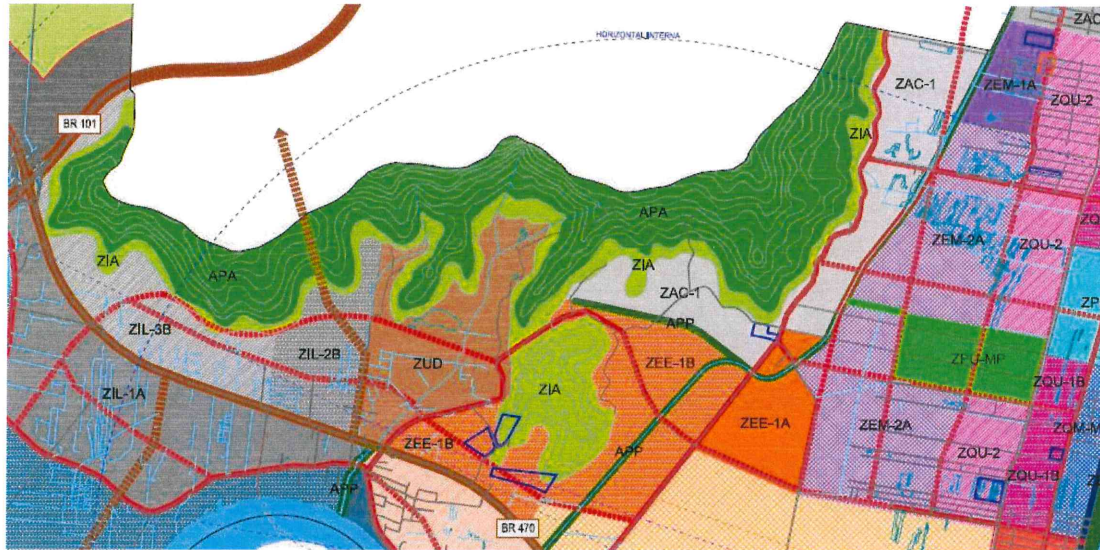 HORIZONTAL INTERNA
ZAC
ZAC-1
ZEM-1A
ZQU-2
BR 101
ZIA
APA
ZEM-2A
ZQU-2
ZIA
APA
ZIA
ZAC-1
ZIL-3B
APP
ZIL-2B
ZUD
ZEE-1B
ZPU-MP
ZIL-1A
ZIA
ZQU-1B
ZEE-1A
ZEM-2A
ZEE-1B
APP
ZQU-2
ZQU-1B
APP
BR 470